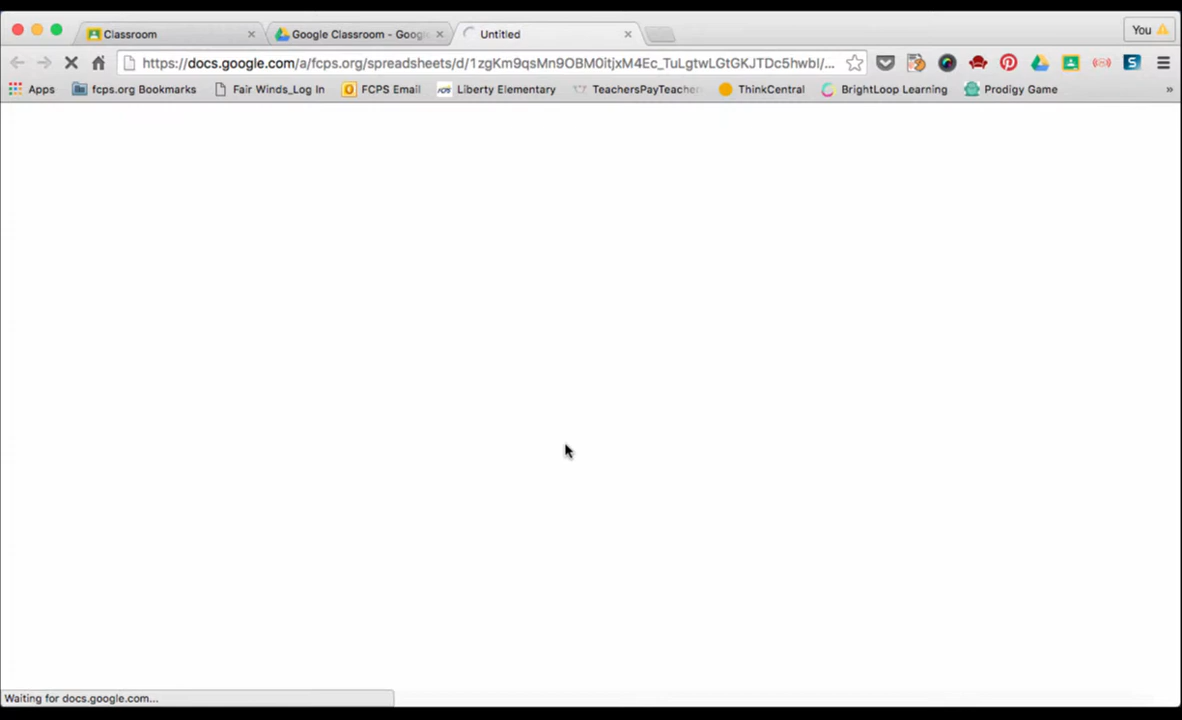 Classroom
Google Classroom - Googl
Untitled
You
https://docs.google.com/a/fcps.org/spreadsheets/d/1zgKm9qsMn9OBM0itjxM4Ec_TuLgtwLGtGKJTDc5hwbI/...
Apps
fcps.org Bookmarks
Fair Winds_Log In
FCPS Email
Liberty Elementary
TeachersPayTeacher
ThinkCentral
BrightLoop Learning
Prodigy Game
»
Waiting for docs.google.com...